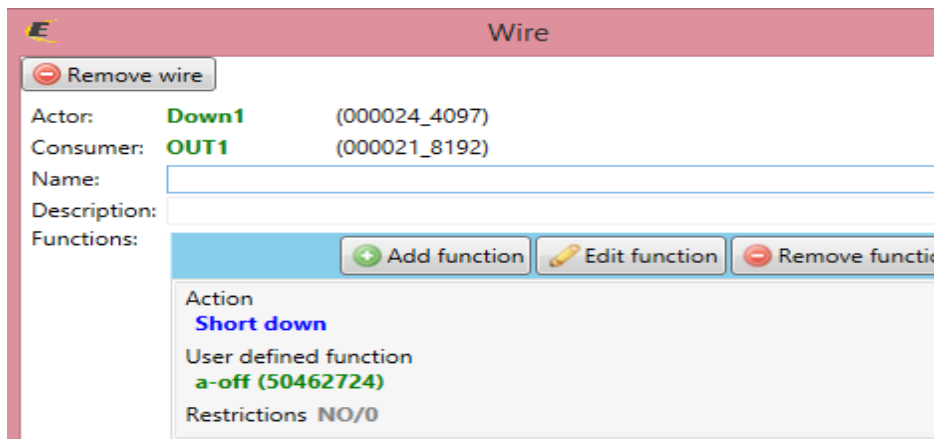 Wire
Remove wire
Actor: Down1 (000024_4097)
Consumer: OUT1 (000021_8192)
Name:
Description:
Functions:
Add function Edit function Remove functio
Action
Short down
User defined function
a-off (50462724)
Restrictions NO/0